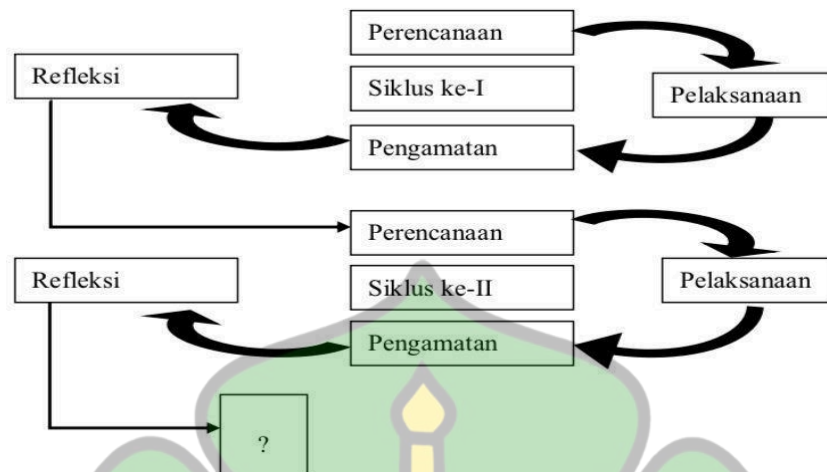 Perencanaan
Refleksi
Siklus ke-I
Pelaksanaan
Pengamatan
Perencanaan
Refleksi
Siklus ke-II
Pelaksanaan
Pengamatan
?